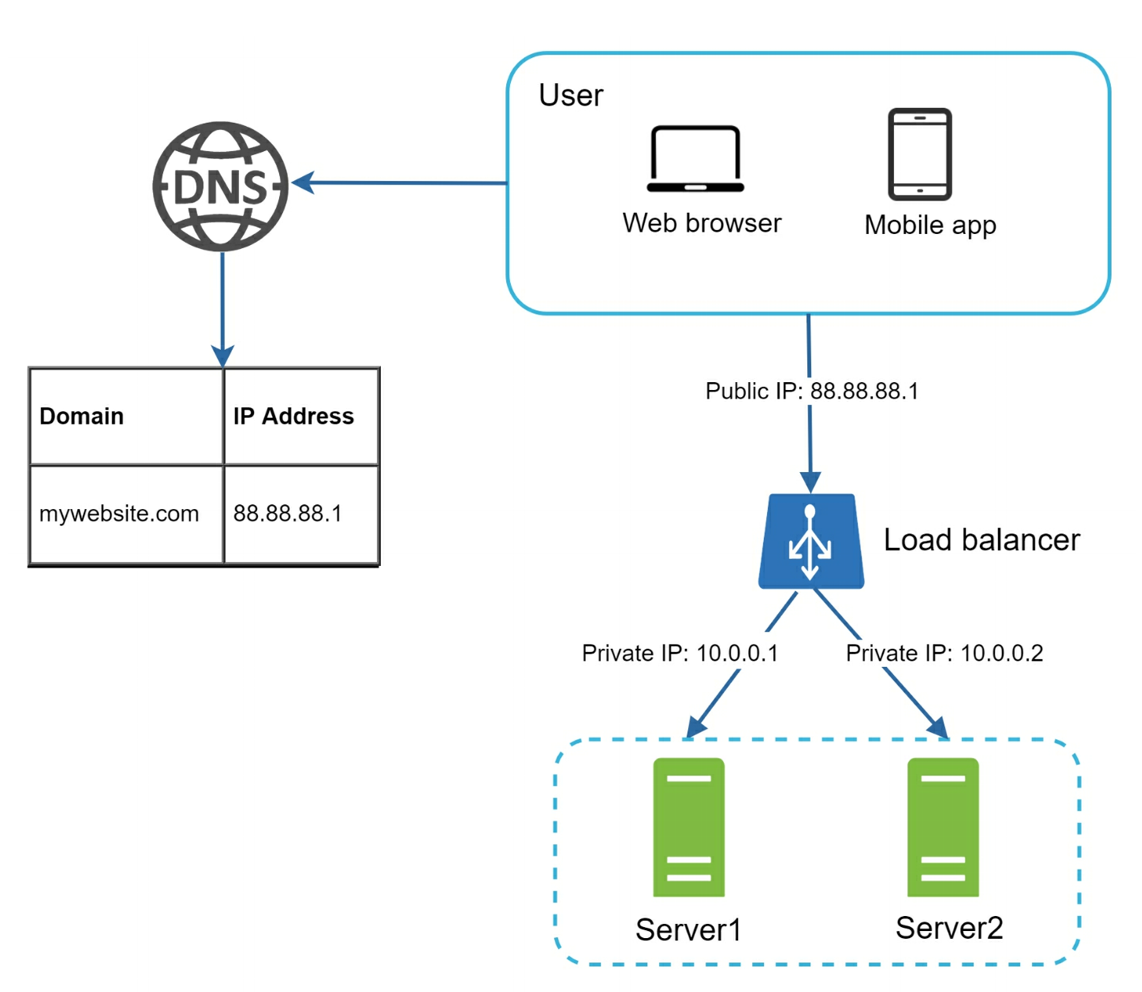 User
DNS
Web browser
Mobile app
Domain
IP Address
mywebsite.com
88.88.88.1
Public IP: 88.88.88.1
Load balancer
Private IP: 10.0.0.1
Private IP: 10.0.0.2
Server1
Server2